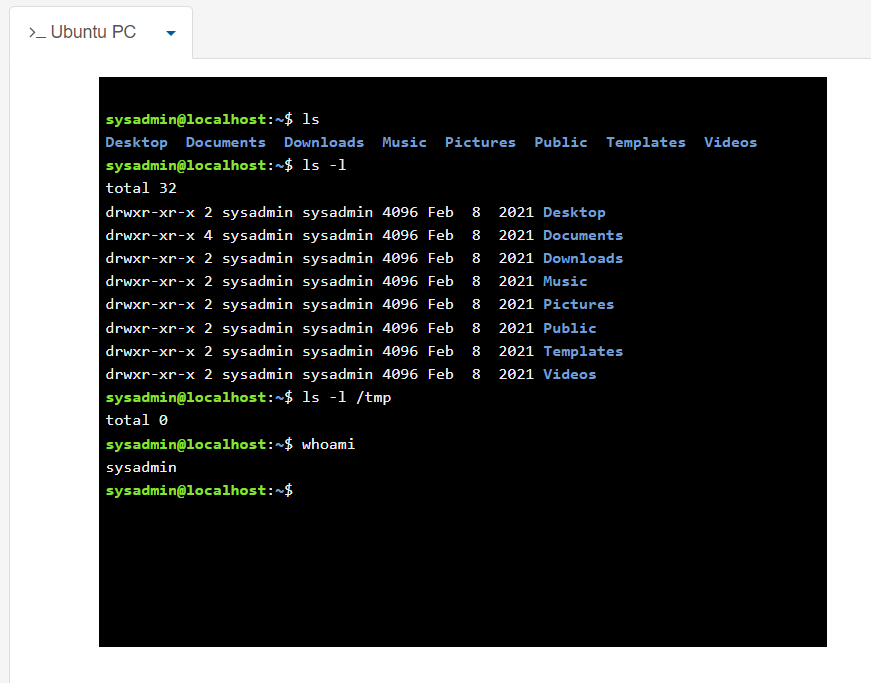 >_ Ubuntu PC
sysadmin@localhost:~$ ls
Desktop  Documents  Downloads  Music  Pictures  Public  Templates  Videos
sysadmin@localhost:~$ ls -l
total 32
drwxr-xr-x 2 sysadmin sysadmin 4096 Feb  8  2021 Desktop
drwxr-xr-x 4 sysadmin sysadmin 4096 Feb  8  2021 Documents
drwxr-xr-x 2 sysadmin sysadmin 4096 Feb  8  2021 Downloads
drwxr-xr-x 2 sysadmin sysadmin 4096 Feb  8  2021 Music
drwxr-xr-x 2 sysadmin sysadmin 4096 Feb  8  2021 Pictures
drwxr-xr-x 2 sysadmin sysadmin 4096 Feb  8  2021 Public
drwxr-xr-x 2 sysadmin sysadmin 4096 Feb  8  2021 Templates
drwxr-xr-x 2 sysadmin sysadmin 4096 Feb  8  2021 Videos
sysadmin@localhost:~$ ls -l /tmp
total 0
sysadmin@localhost:~$ whoami
sysadmin
sysadmin@localhost:~$